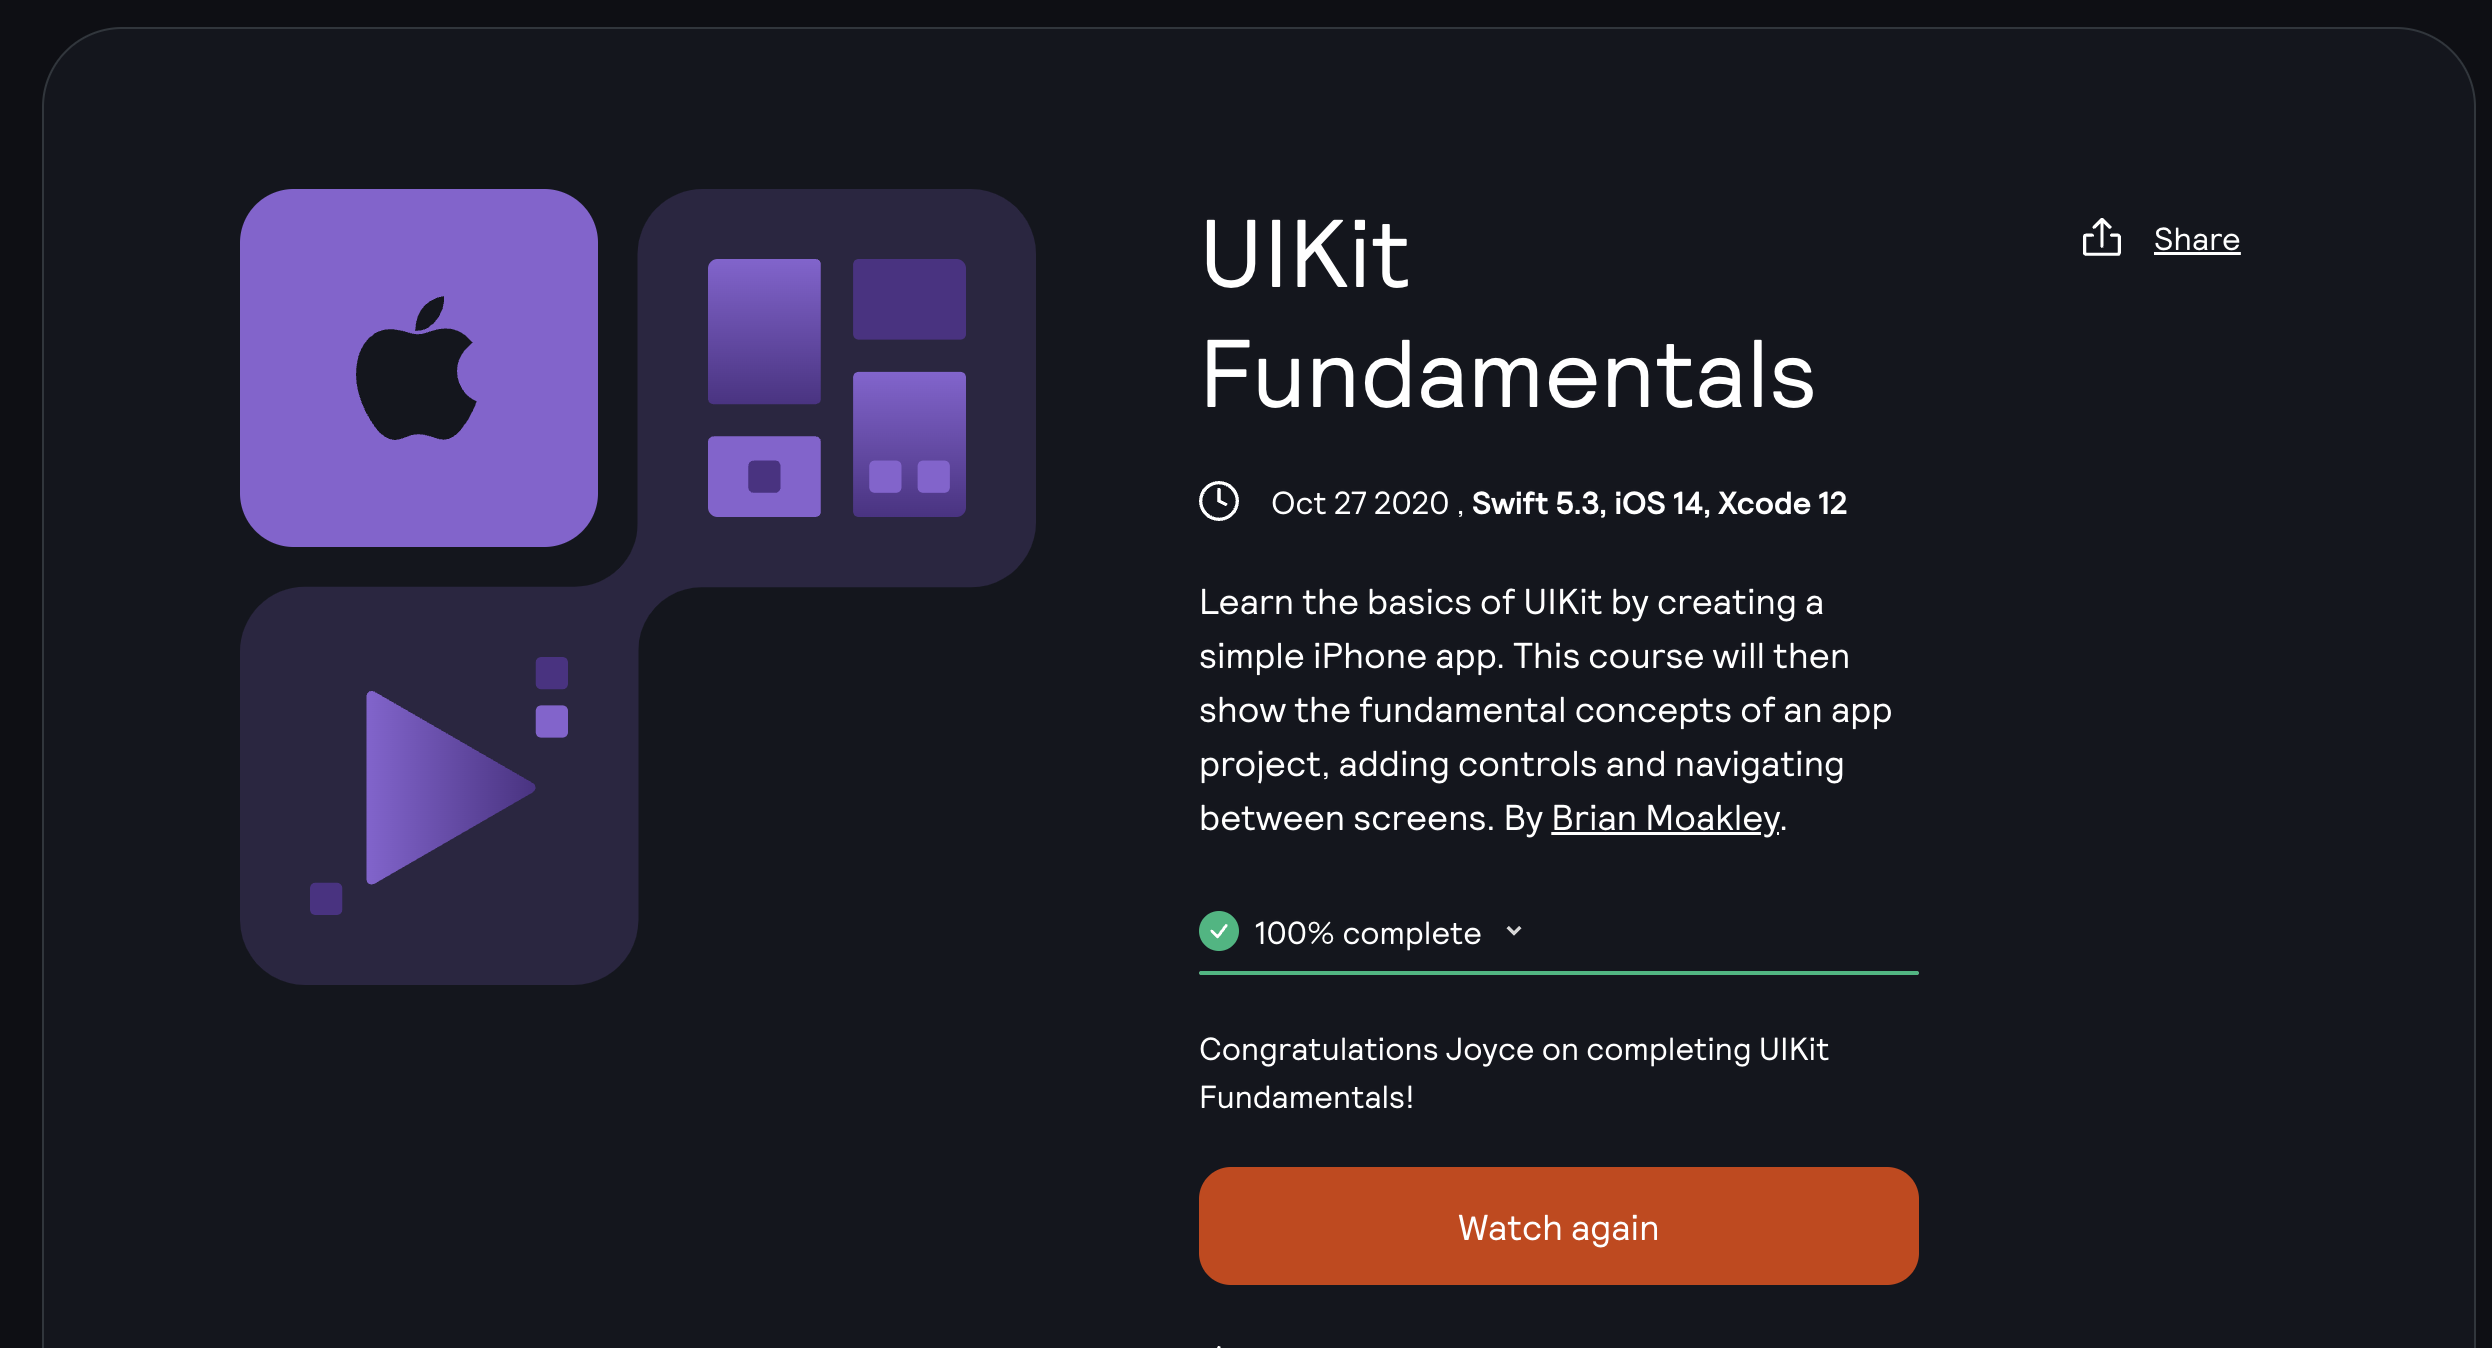 UIKit
Fundamentals
Share
Oct 27 2020 , Swift 5.3, iOS 14, Xcode 12
Learn the basics of UIKit by creating a
simple iPhone app. This course will then
show the fundamental concepts of an app
project, adding controls and navigating
between screens. By Brian Moakley.
100% complete
Congratulations Joyce on completing UIKit
Fundamentals!
Watch again